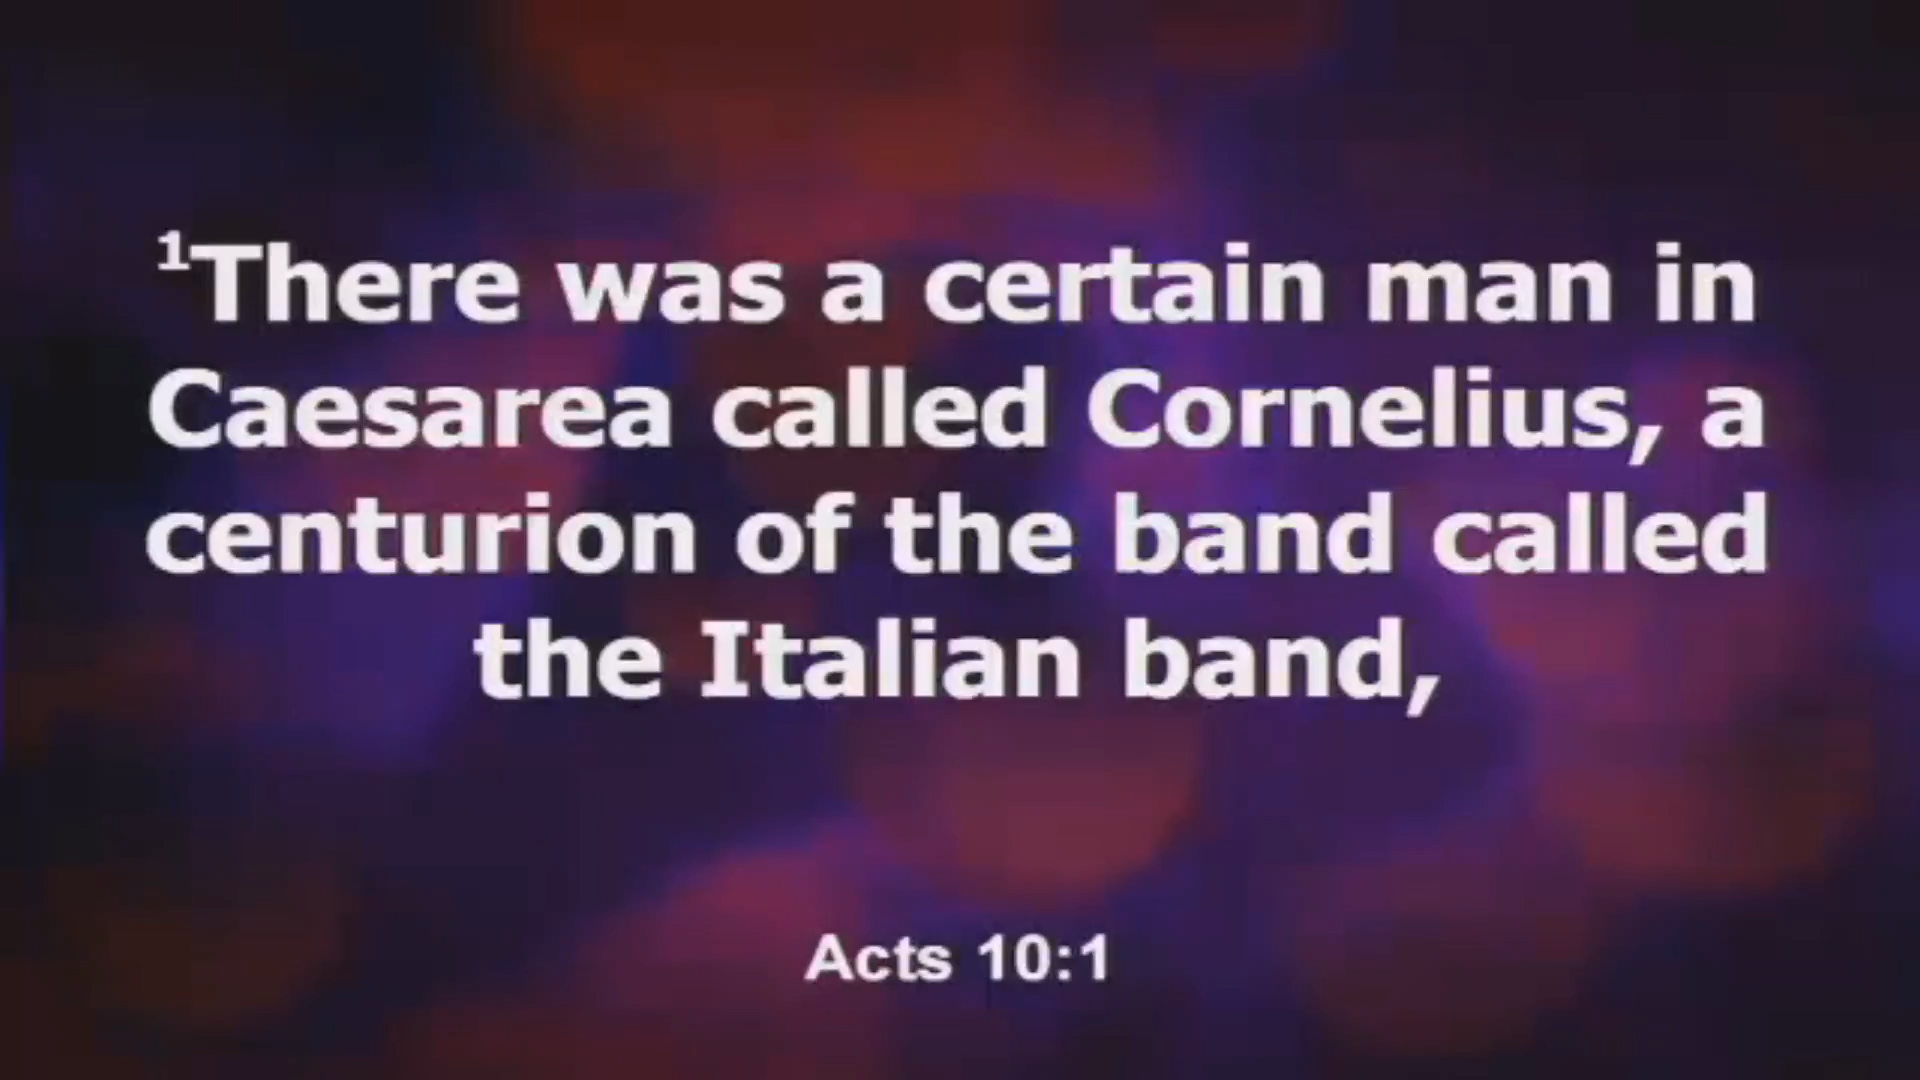 ¹There was a certain man in
Caesarea called Cornelius, a
centurion of the band called
the Italian band,
Acts 10:1